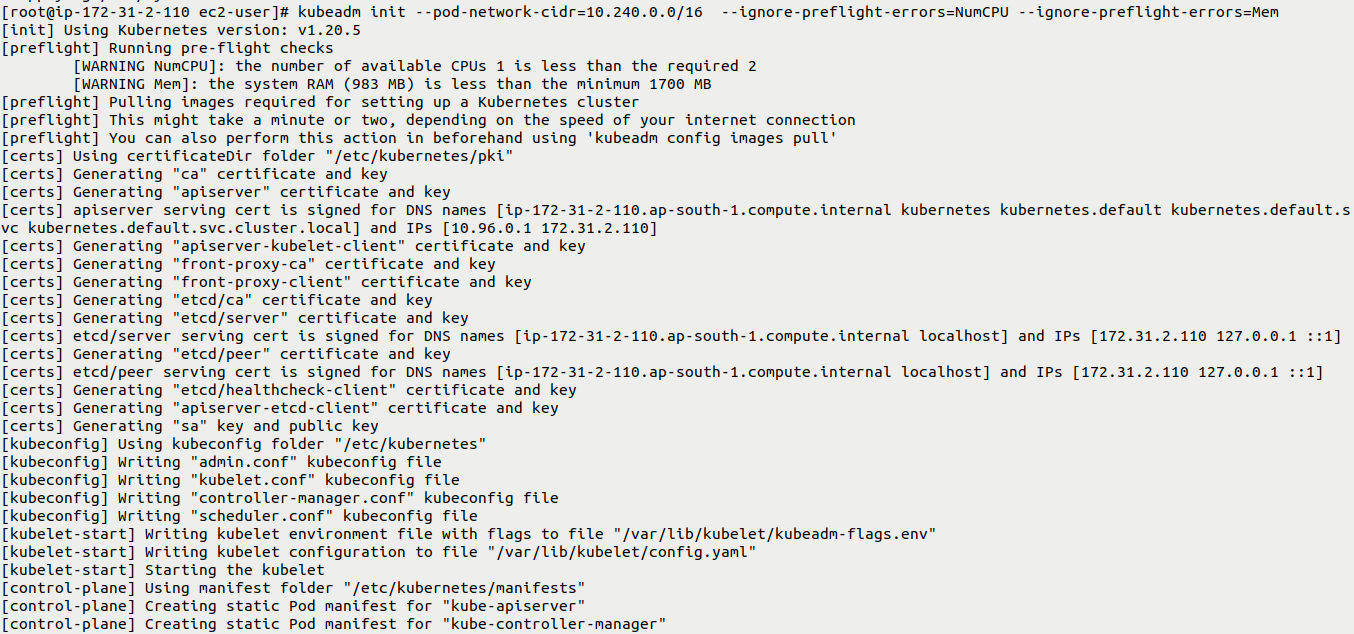 [root@ip-172-31-2-110 ec2-user]# kubeadm init --pod-network-cidr=10.240.0.0/16  --ignore-preflight-errors=NumCPU --ignore-preflight-errors=Mem
[init] Using Kubernetes version: v1.20.5
[preflight] Running pre-flight checks
        [WARNING NumCPU]: the number of available CPUs 1 is less than the required 2
        [WARNING Mem]: the system RAM (983 MB) is less than the minimum 1700 MB
[preflight] Pulling images required for setting up a Kubernetes cluster
[preflight] This might take a minute or two, depending on the speed of your internet connection
[preflight] You can also perform this action in beforehand using 'kubeadm config images pull'
[certs] Using certificateDir folder "/etc/kubernetes/pki"
[certs] Generating "ca" certificate and key
[certs] Generating "apiserver" certificate and key
[certs] apiserver serving cert is signed for DNS names [ip-172-31-2-110.ap-south-1.compute.internal kubernetes kubernetes.default kubernetes.default.s
vc kubernetes.default.svc.cluster.local] and IPs [10.96.0.1 172.31.2.110]
[certs] Generating "apiserver-kubelet-client" certificate and key
[certs] Generating "front-proxy-ca" certificate and key
[certs] Generating "front-proxy-client" certificate and key
[certs] Generating "etcd/ca" certificate and key
[certs] Generating "etcd/server" certificate and key
[certs] etcd/server serving cert is signed for DNS names [ip-172-31-2-110.ap-south-1.compute.internal localhost] and IPs [172.31.2.110 127.0.0.1 ::1]
[certs] Generating "etcd/peer" certificate and key
[certs] etcd/peer serving cert is signed for DNS names [ip-172-31-2-110.ap-south-1.compute.internal localhost] and IPs [172.31.2.110 127.0.0.1 ::1]
[certs] Generating "etcd/healthcheck-client" certificate and key
[certs] Generating "apiserver-etcd-client" certificate and key
[certs] Generating "sa" key and public key
[kubeconfig] Using kubeconfig folder "/etc/kubernetes"
[kubeconfig] Writing "admin.conf" kubeconfig file
[kubeconfig] Writing "kubelet.conf" kubeconfig file
[kubeconfig] Writing "controller-manager.conf" kubeconfig file
[kubeconfig] Writing "scheduler.conf" kubeconfig file
[kubelet-start] Writing kubelet environment file with flags to file "/var/lib/kubelet/kubeadm-flags.env"
[kubelet-start] Writing kubelet configuration to file "/var/lib/kubelet/config.yaml"
[kubelet-start] Starting the kubelet
[control-plane] Using manifest folder "/etc/kubernetes/manifests"
[control-plane] Creating static Pod manifest for "kube-apiserver"
[control-plane] Creating static Pod manifest for "kube-controller-manager"